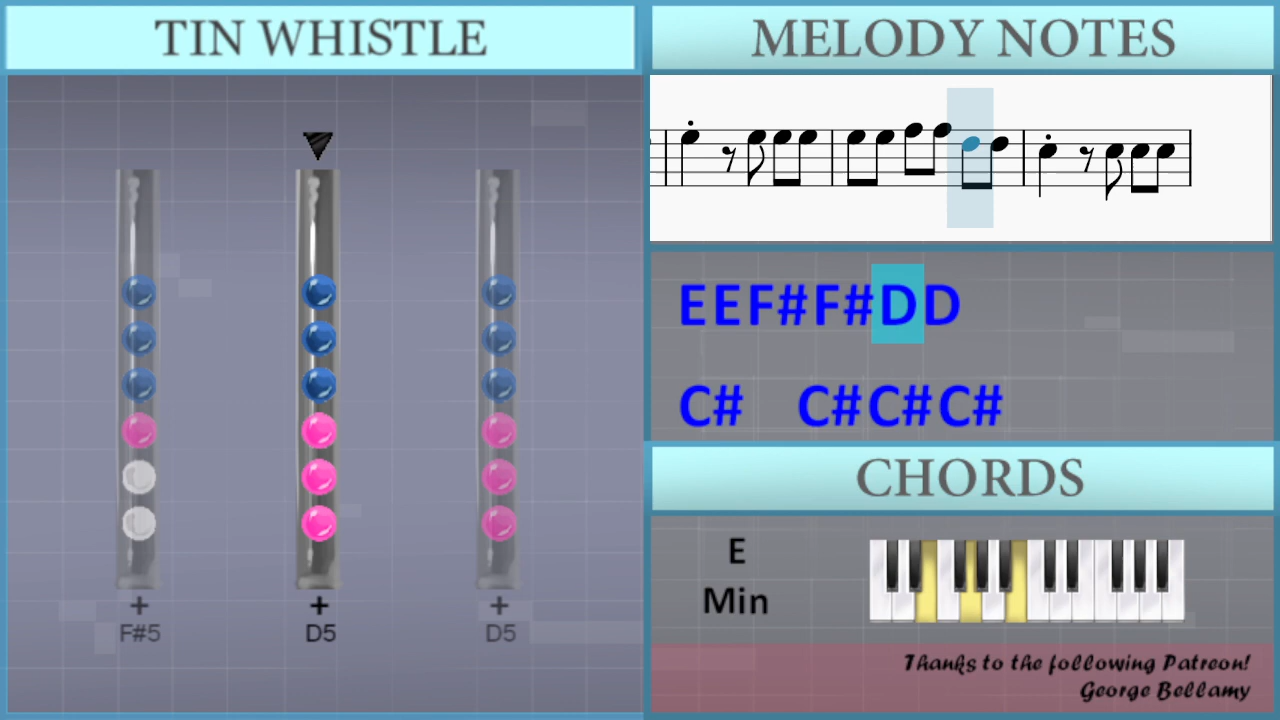 TIN WHISTLE
+ + +
F#5 D5 D5
MELODY NOTES
EEF#F#DD
C# C#C#C#
CHORDS
E
Min
Thanks to the following Patreon!
George Bellamy